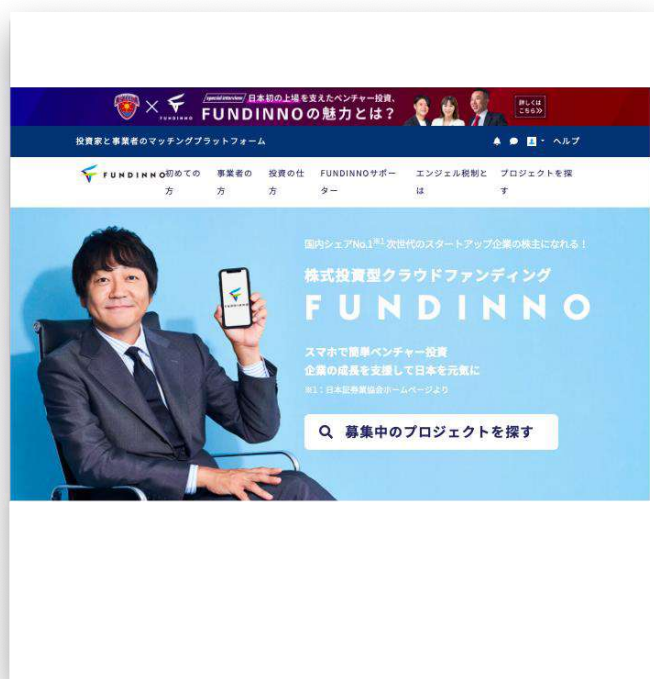 special interview 日本初の上場を支えたベンチャー投資、
× FUNDINNO FUNDINNOの魅力とは？
詳しくは
こちら≫
投資家と事業者のマッチングプラットフォーム
ヘルプ
FUNDINNO
初めての方
事業者の方
投資の仕方
FUNDINNOサポーター
エンジェル税制とは
プロジェクトを探す
国内シェアNo.1※1 次世代のスタートアップ企業の株主になれる！
株式投資型クラウドファンディング
FUNDINNO
FUNDINNO
スマホで簡単ベンチャー投資
企業の成長を支援して日本を元気に
※1：日本証券業協会ホームページより
募集中のプロジェクトを探す